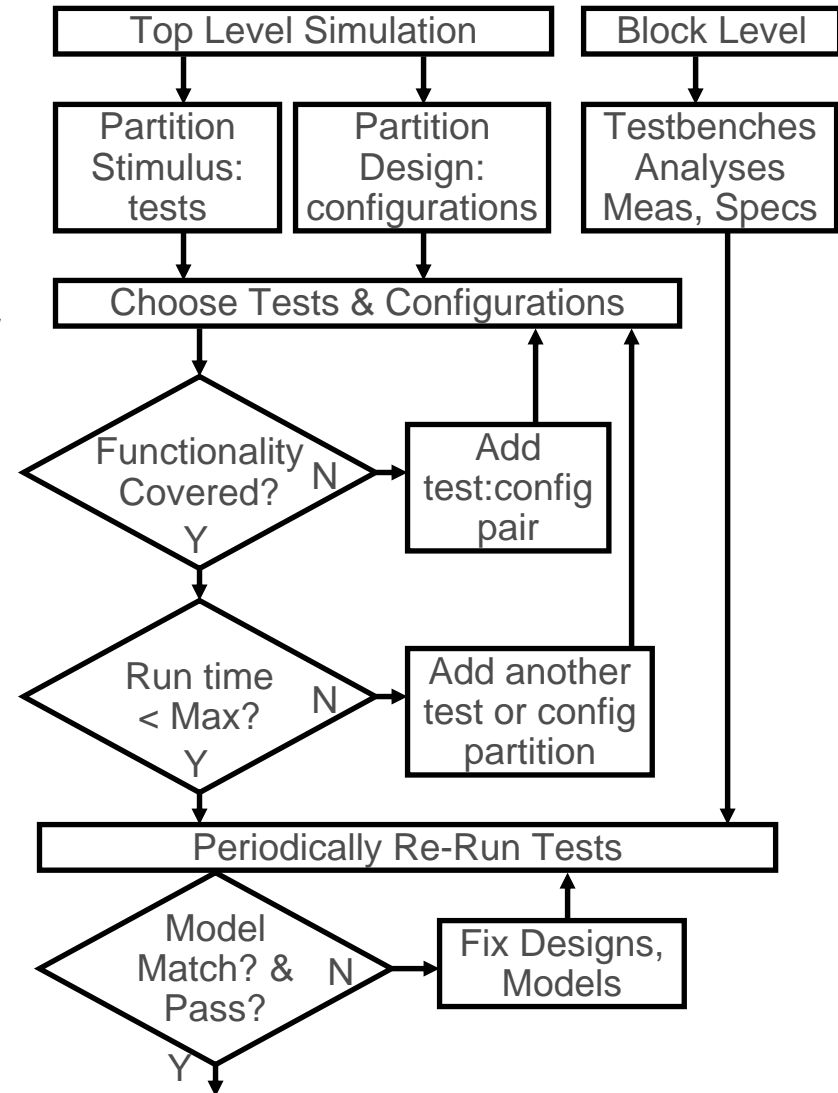 Top Level Simulation
Block Level
Partition
Stimulus:
tests
Partition
Design:
configurations
Testbenches
Analyses
Meas, Specs
Choose Tests & Configurations
Functionality
Covered?
N
Y
Add
test:config
pair
Run time
< Max?
N
Y
Add another
test or config
partition
Periodically Re-Run Tests
Model
Match? &
Pass?
N
Y
Fix Designs,
Models